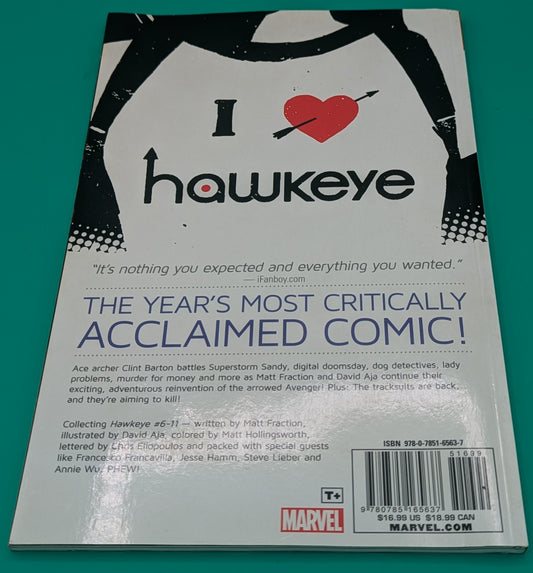 I
hawkeye
“It's nothing you expected and everything you wanted.”
— iFanboy.com
THE YEAR'S MOST CRITICALLY
ACCLAIMED COMIC!
Ace archer Clint Barton battles Superstorm Sandy, digital doomsday, dog detectives, lady
problems, murder for money and more as Matt Fraction and David Aja continue their
exciting, adventurous reinvention of the arrowed Avenger! Plus: The tracksuits are back,
and they're aiming to kill!
Collecting Hawkeye #6-11 — written by Matt Fraction,
illustrated by David Aja, colored by Matt Hollingsworth,
lettered by Chris Eliopoulos and packed with special guests
like Francesco Francavilla, Jesse Hamm, Steve Lieber and
Annie Wu. PHEW!
ISBN 978-0-7851-6563-7
51699
9 780785 165637
$16.99 US $18.99 CAN
MARVEL.COM
T+
MARVEL